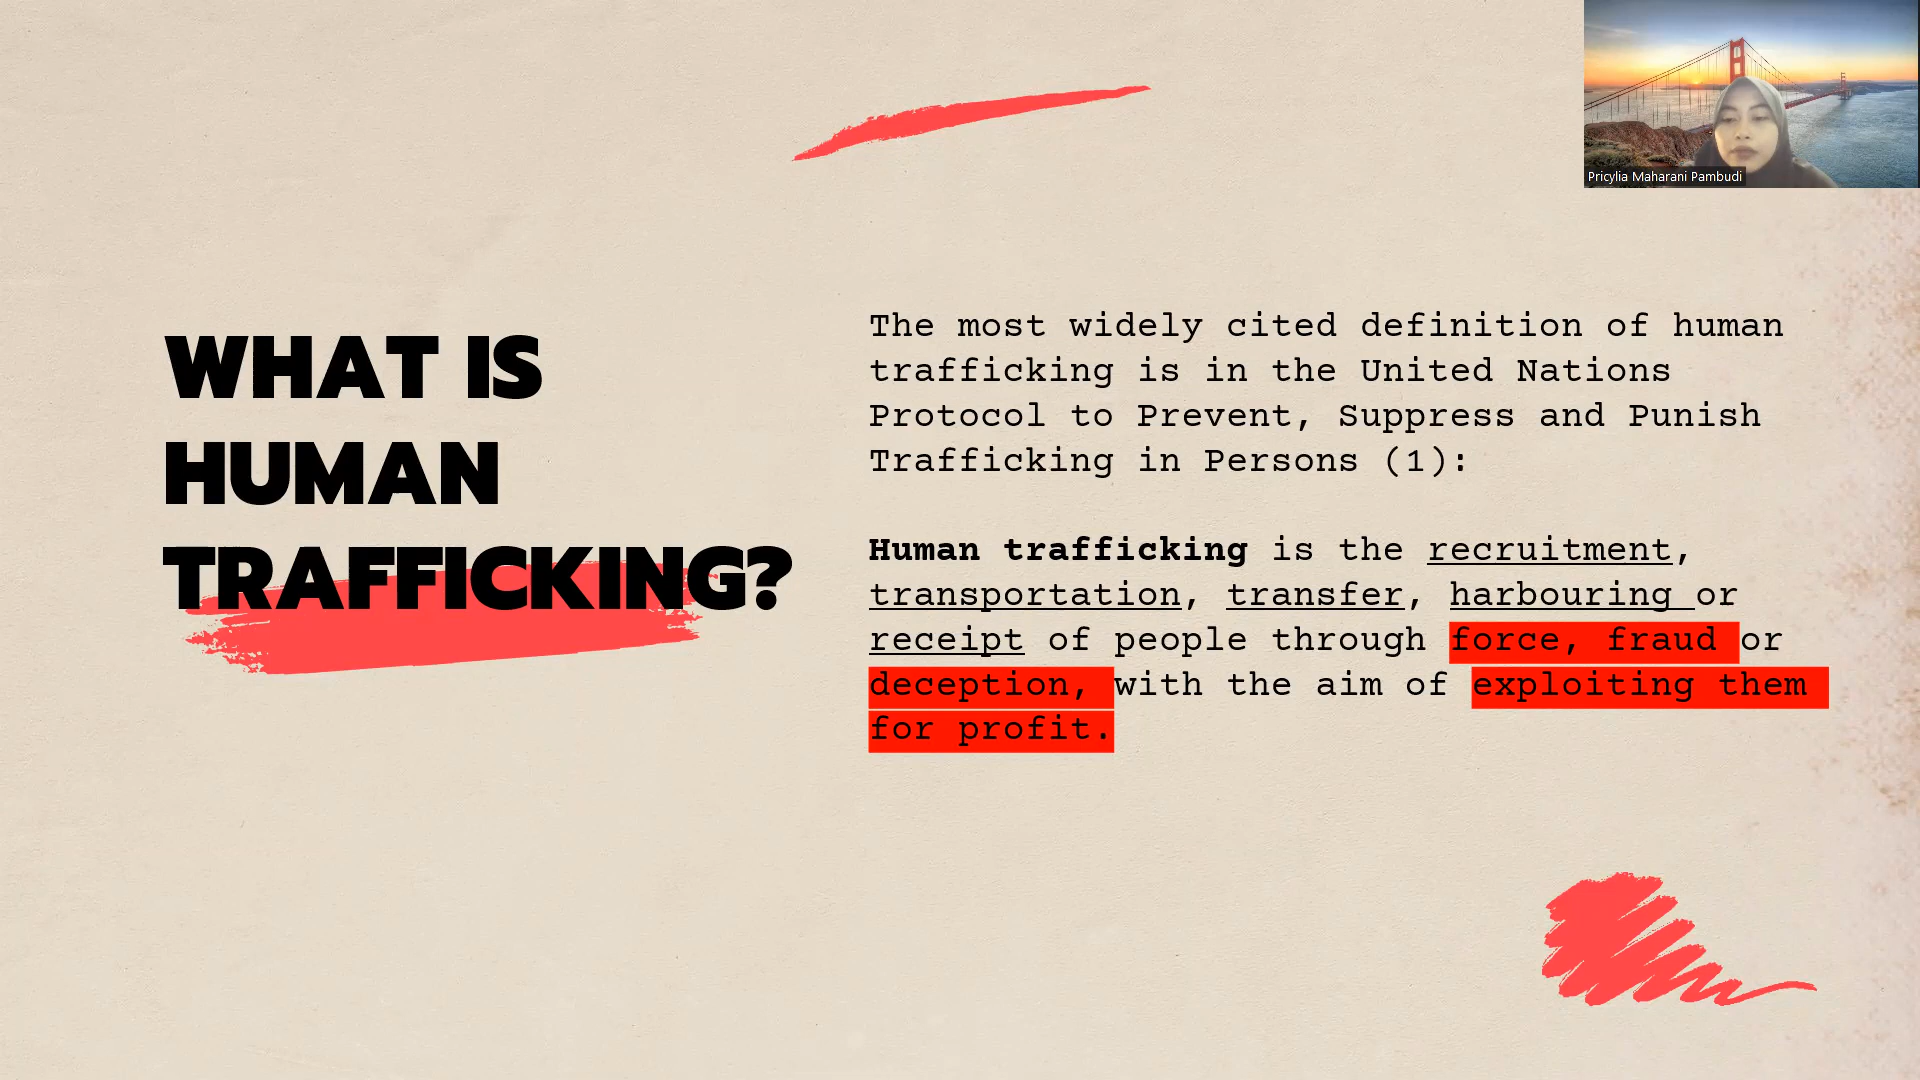 Pricylia Maharani Pambudi
WHAT IS
HUMAN
TRAFFICKING?
The most widely cited definition of human
trafficking is in the United Nations
Protocol to Prevent, Suppress and Punish
Trafficking in Persons (1):
Human trafficking is the recruitment,
transportation, transfer, harbouring or
receipt of people through force, fraud or
deception, with the aim of exploiting them
for profit.